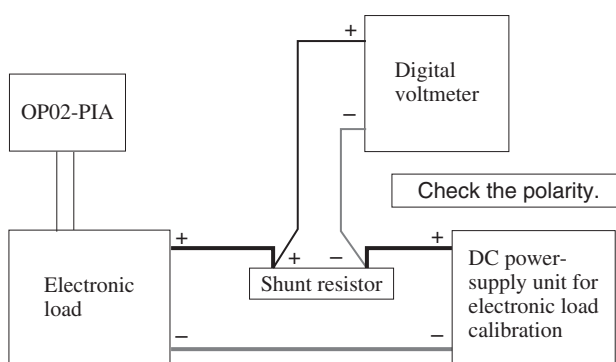 +
Digital
voltmeter
−
OP02-PIA
Check the polarity.
+
+
−
+
Electronic
load
Shunt resistor
DC power-
supply unit for
electronic load
calibration
−
−